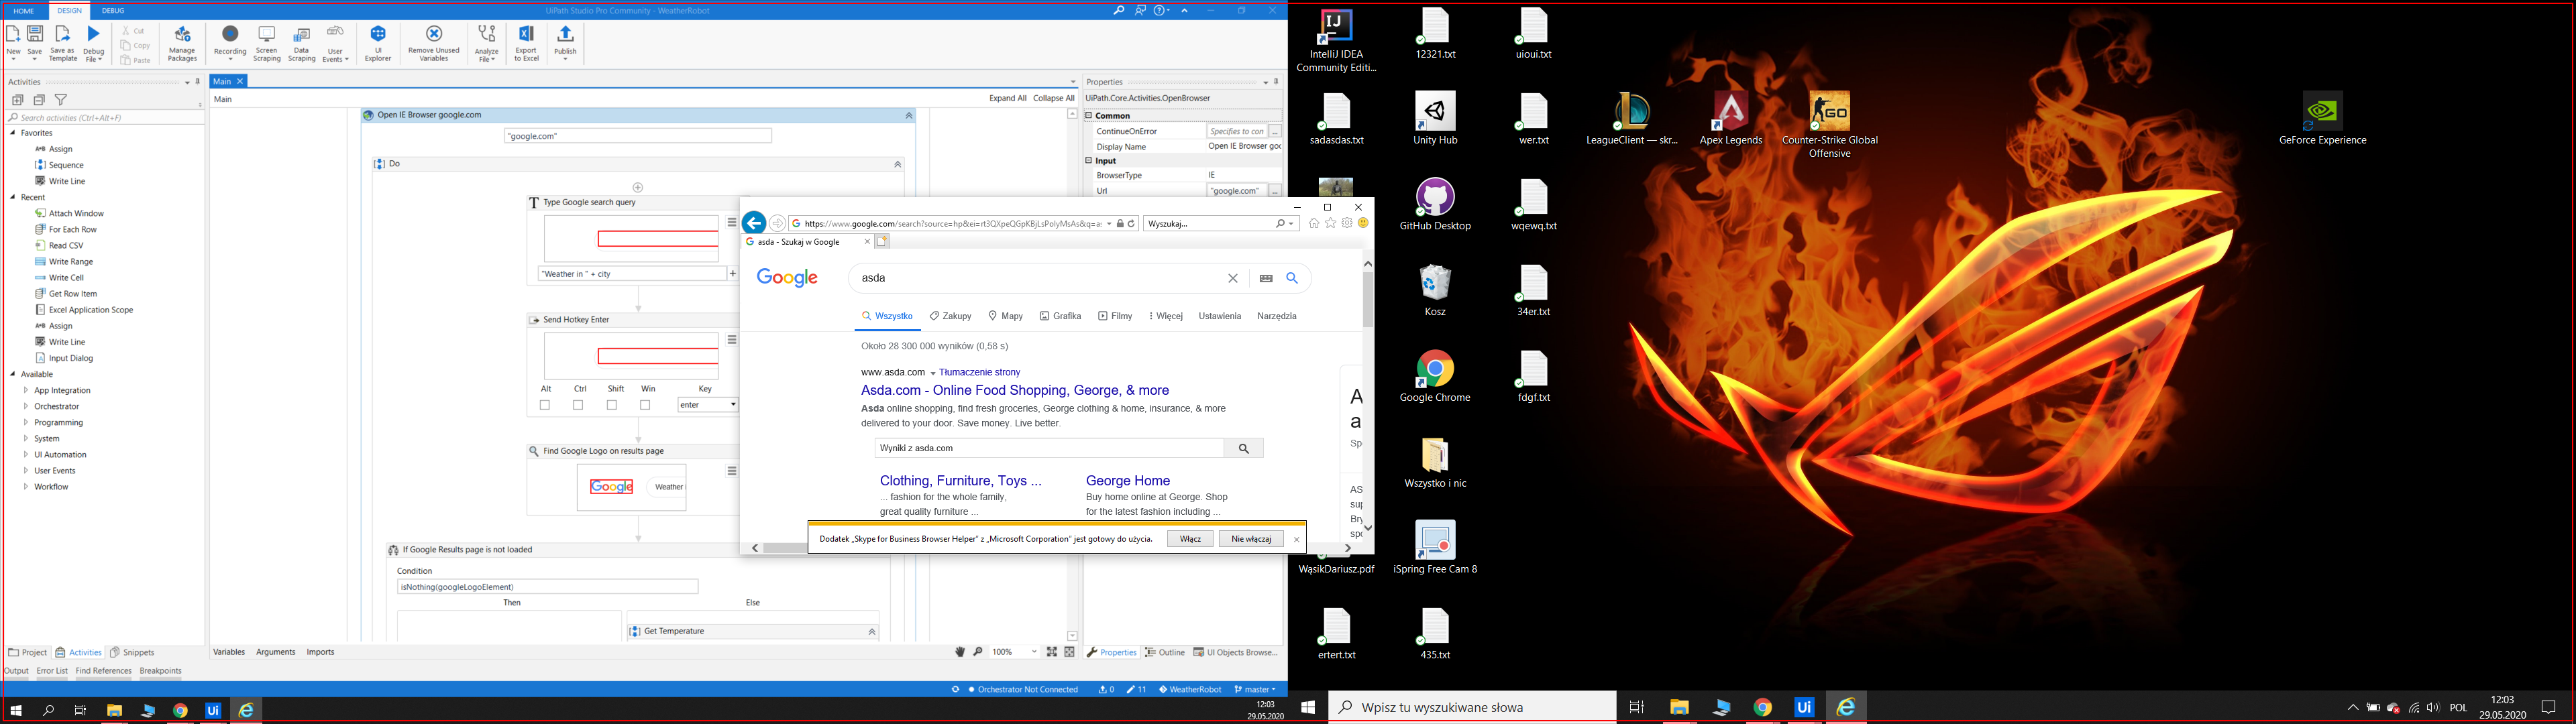 HOME DESIGN DEBUG
UiPath Studio Pro Community - WeatherRobot
New Save Save as Template Debug File Cut Copy Paste Manage Packages Recording Screen Scraping Data Scraping User Events UI Explorer Remove Unused Variables Analyze File Export to Excel Publish
Activities
Search activities (Ctrl+Alt+F)
Favorites
Assign
Sequence
Write Line
Recent
Attach Window
For Each Row
Read CSV
Write Range
Write Cell
Get Row Item
Excel Application Scope
Assign
Write Line
Input Dialog
Available
App Integration
Orchestrator
Programming
System
UI Automation
User Events
Workflow
Project Activities Snippets
Output Error List Find References Breakpoints
Main
Main Expand All Collapse All
Open IE Browser google.com
"google.com"
Do
Type Google search query
"Weather in " + city
Send Hotkey Enter
Alt Ctrl Shift Win Key
enter
Find Google Logo on results page
Google Weather i
If Google Results page is not loaded
Condition
isNothing(googleLogoElement)
Then Else
Get Temperature
Variables Arguments Imports 100%
Properties
UiPath.Core.Activities.OpenBrowser
Common
ContinueOnError Specifies to con ...
Display Name Open IE Browser goo
Input
BrowserType IE
Url "google.com" ...
Properties Outline UI Objects Browse...
Orchestrator Not Connected 0 11 WeatherRobot master
https://www.google.com/search?source=hp&ei=rt3QXpeQGpKBjLsPolyMsAs&q=a: Wyszukaj...
asda - Szukaj w Google
Google asda
Wszystko Zakupy Mapy Grafika Filmy Więcej Ustawienia Narzędzia
Około 28 300 000 wyników (0,58 s)
www.asda.com Tłumaczenie strony
Asda.com - Online Food Shopping, George, & more
Asda online shopping, find fresh groceries, George clothing & home, insurance, & more
delivered to your door. Save money. Live better.
Wyniki z asda.com
Clothing, Furniture, Toys ...
... fashion for the whole family,
great quality furniture ...
George Home
Buy home online at George. Shop
for the latest fashion including ...
A
a
Sp
AS
sup
Bry
spo
Dodatek „Skype for Business Browser Helper" z „Microsoft Corporation" jest gotowy do użycia. Włącz Nie włączaj
Ui
12:03
29.05.2020
IntelliJ IDEA
Community Editi...
12321.txt
uioui.txt
sadasdas.txt
Unity Hub
wer.txt
LeagueClient — skr...
Apex Legends
GO
Counter-Strike Global
Offensive
GeForce Experience
GitHub Desktop
wqewq.txt
Kosz
34er.txt
Google Chrome
fdgf.txt
Wszystko i nic
WąsikDariusz.pdf
iSpring Free Cam 8
ertert.txt
435.txt
Wpisz tu wyszukiwane słowa
Ui
POL
12:03
29.05.2020